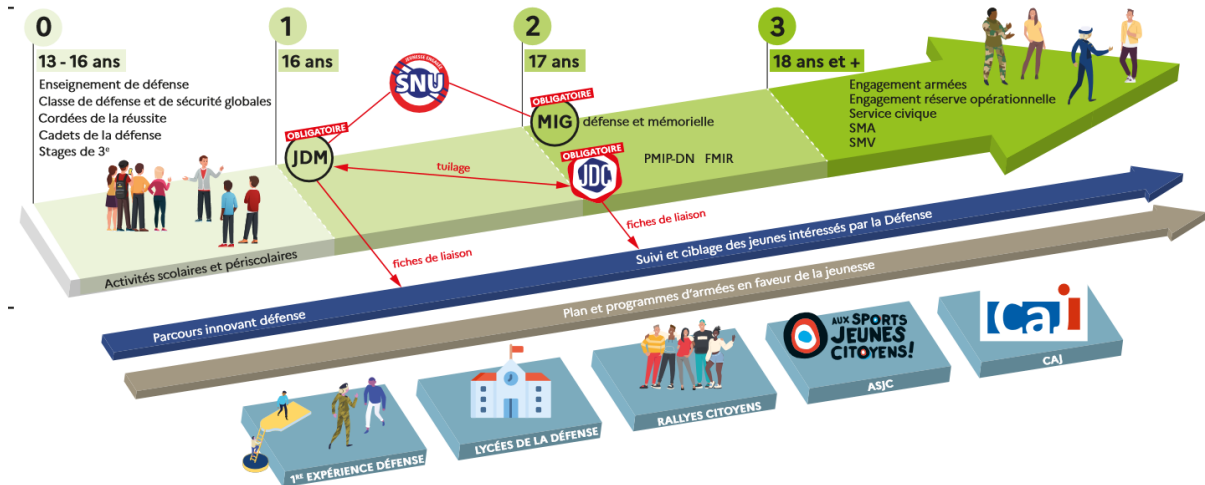 0
13 - 16 ans
Enseignement de défense
Classe de défense et de sécurité globales
Cordées de la réussite
Cadets de la défense
Stages de 3e
Activités scolaires et périscolaires
1
16 ans
OBLIGATOIRE
JDM
JEUNESSE ENGAGÉE
SNU
2
17 ans
OBLIGATOIRE
MIG
défense et mémorielle
OBLIGATOIRE
JDC
PMIP-DN FMIR
tuilage
fiches de liaison
fiches de liaison
3
18 ans et +
Engagement armées
Engagement réserve opérationnelle
Service civique
SMA
SMV
Parcours innovant défense
Suivi et ciblage des jeunes intéressés par la Défense
Plan et programmes d'armées en faveur de la jeunesse
1RE EXPÉRIENCE DÉFENSE
LYCÉES DE LA DÉFENSE
RALLYES CITOYENS
AUX SPORTS
JEUNES
CITOYENS!
ASJC
caj
CAJ